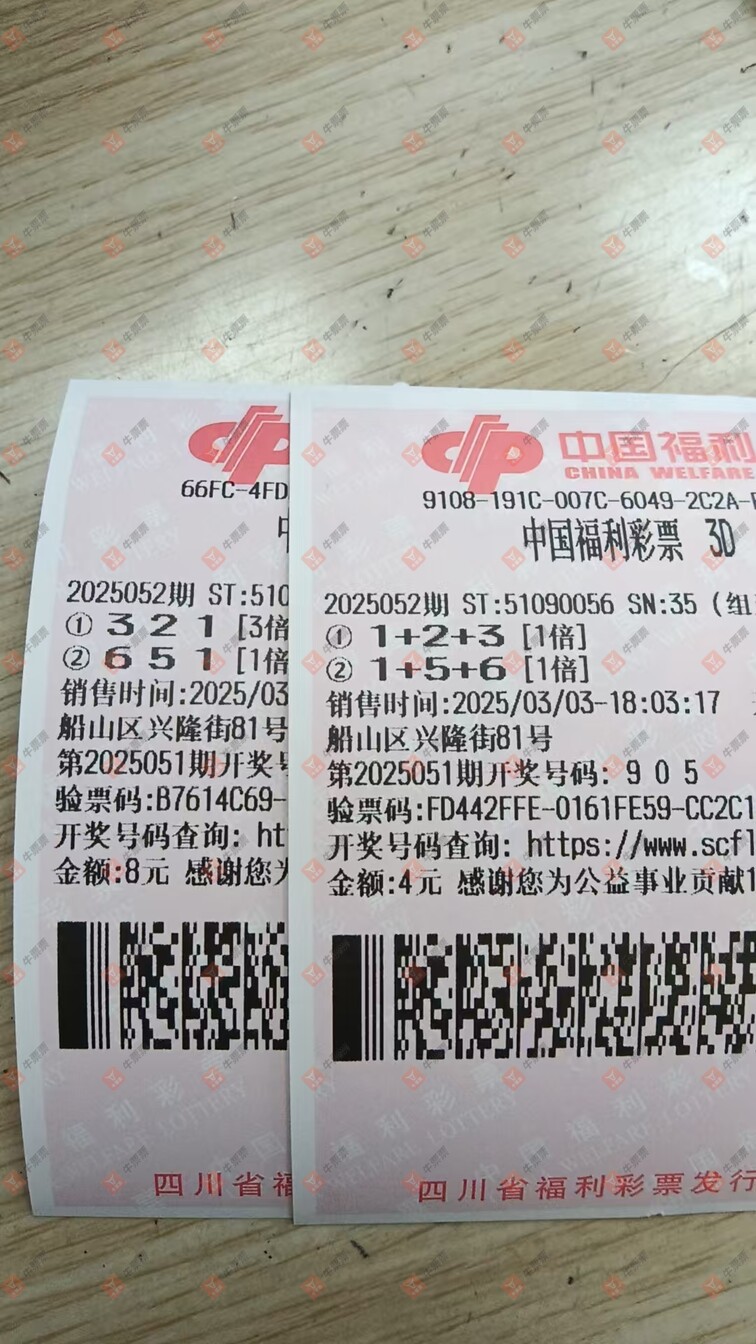 66FC-4FD
2025052期 ST:510
① 3 2 1 [3倍
② 6 5 1 [1倍
销售时间:2025/03
船山区兴隆街81号
第2025051期开奖号
验票码:B7614C69-
开奖号码查询: ht
金额:8元 感谢您为
四川省福
中国福利
CHINA WELFARE
9108-191C-007C-6049-2C2A-
中国福利彩票 3D
2025052期 ST:51090056 SN:35 (组
① 1+2+3 [1倍]
② 1+5+6 [1倍]
销售时间:2025/03/03-18:03:17
船山区兴隆街81号
第2025051期开奖号码: 9 0 5
验票码:FD442FFE-0161FE59-CC2C1
开奖号码查询: https://www.scfl
金额:4元 感谢您为公益事业贡献1
四川省福利彩票发行